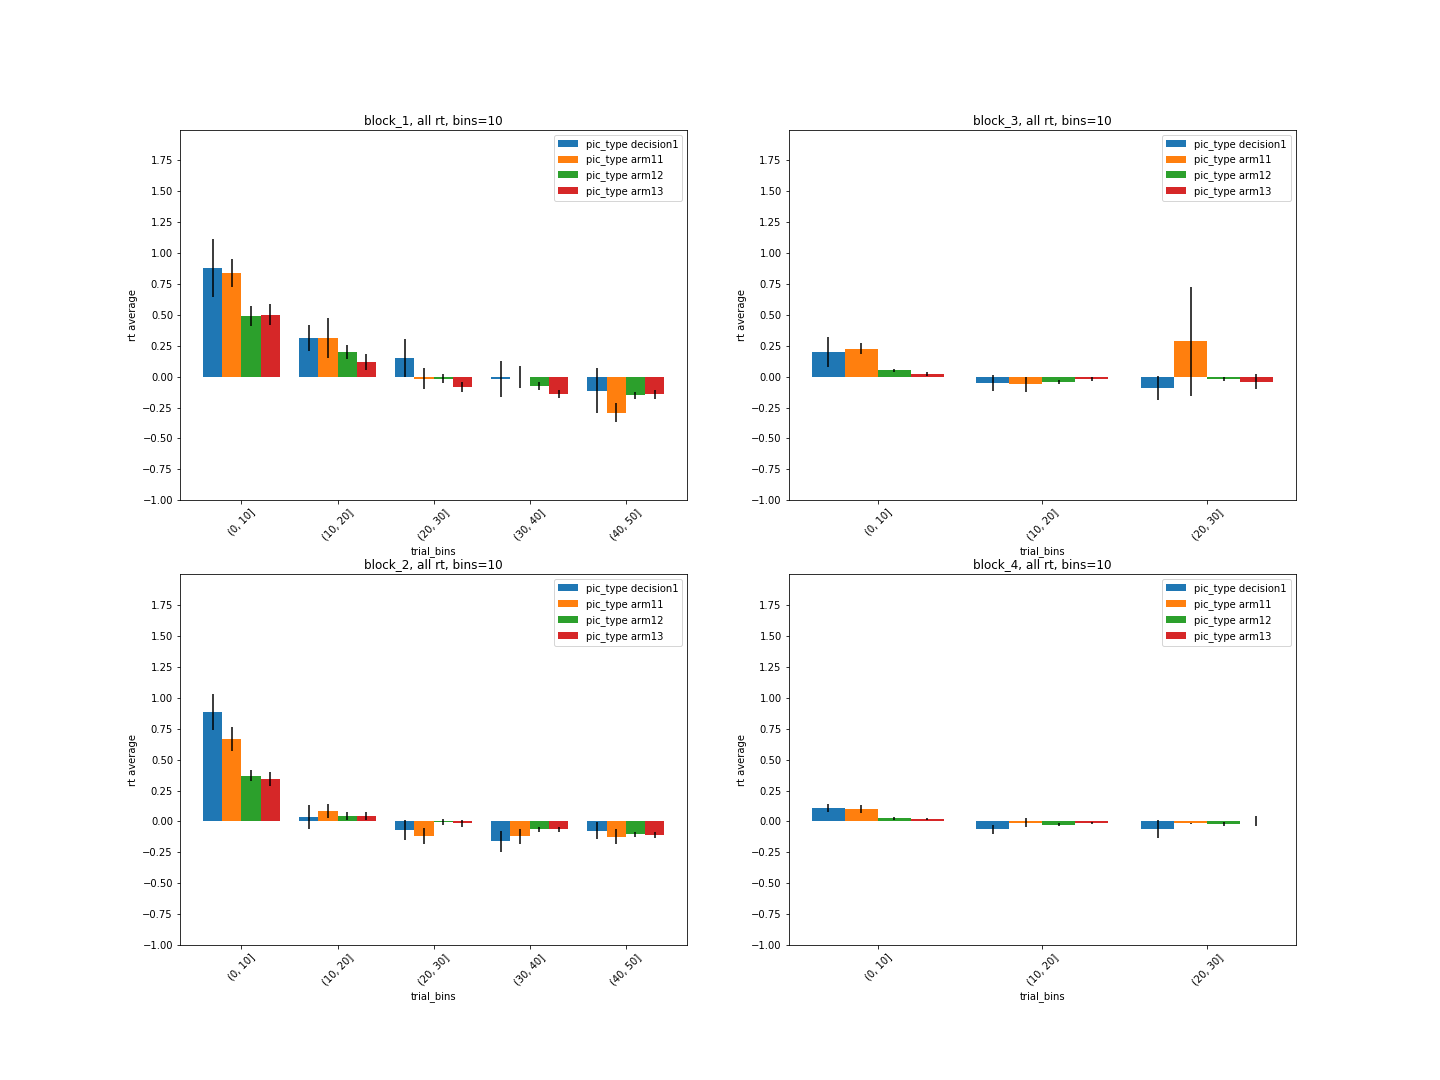 block_1, all rt, bins=10
pic_type decision1
pic_type arm11
pic_type arm12
pic_type arm13
1.75
1.50
1.25
1.00
0.75
0.50
0.25
0.00
−0.25
−0.50
−0.75
−1.00
rt average
(0, 10]
(10, 20]
(20, 30]
(30, 40]
(40, 50]
trial_bins
block_3, all rt, bins=10
pic_type decision1
pic_type arm11
pic_type arm12
pic_type arm13
1.75
1.50
1.25
1.00
0.75
0.50
0.25
0.00
−0.25
−0.50
−0.75
−1.00
rt average
(0, 10]
(10, 20]
(20, 30]
trial_bins
block_2, all rt, bins=10
pic_type decision1
pic_type arm11
pic_type arm12
pic_type arm13
1.75
1.50
1.25
1.00
0.75
0.50
0.25
0.00
−0.25
−0.50
−0.75
−1.00
rt average
(0, 10]
(10, 20]
(20, 30]
(30, 40]
(40, 50]
trial_bins
block_4, all rt, bins=10
pic_type decision1
pic_type arm11
pic_type arm12
pic_type arm13
1.75
1.50
1.25
1.00
0.75
0.50
0.25
0.00
−0.25
−0.50
−0.75
−1.00
rt average
(0, 10]
(10, 20]
(20, 30]
trial_bins